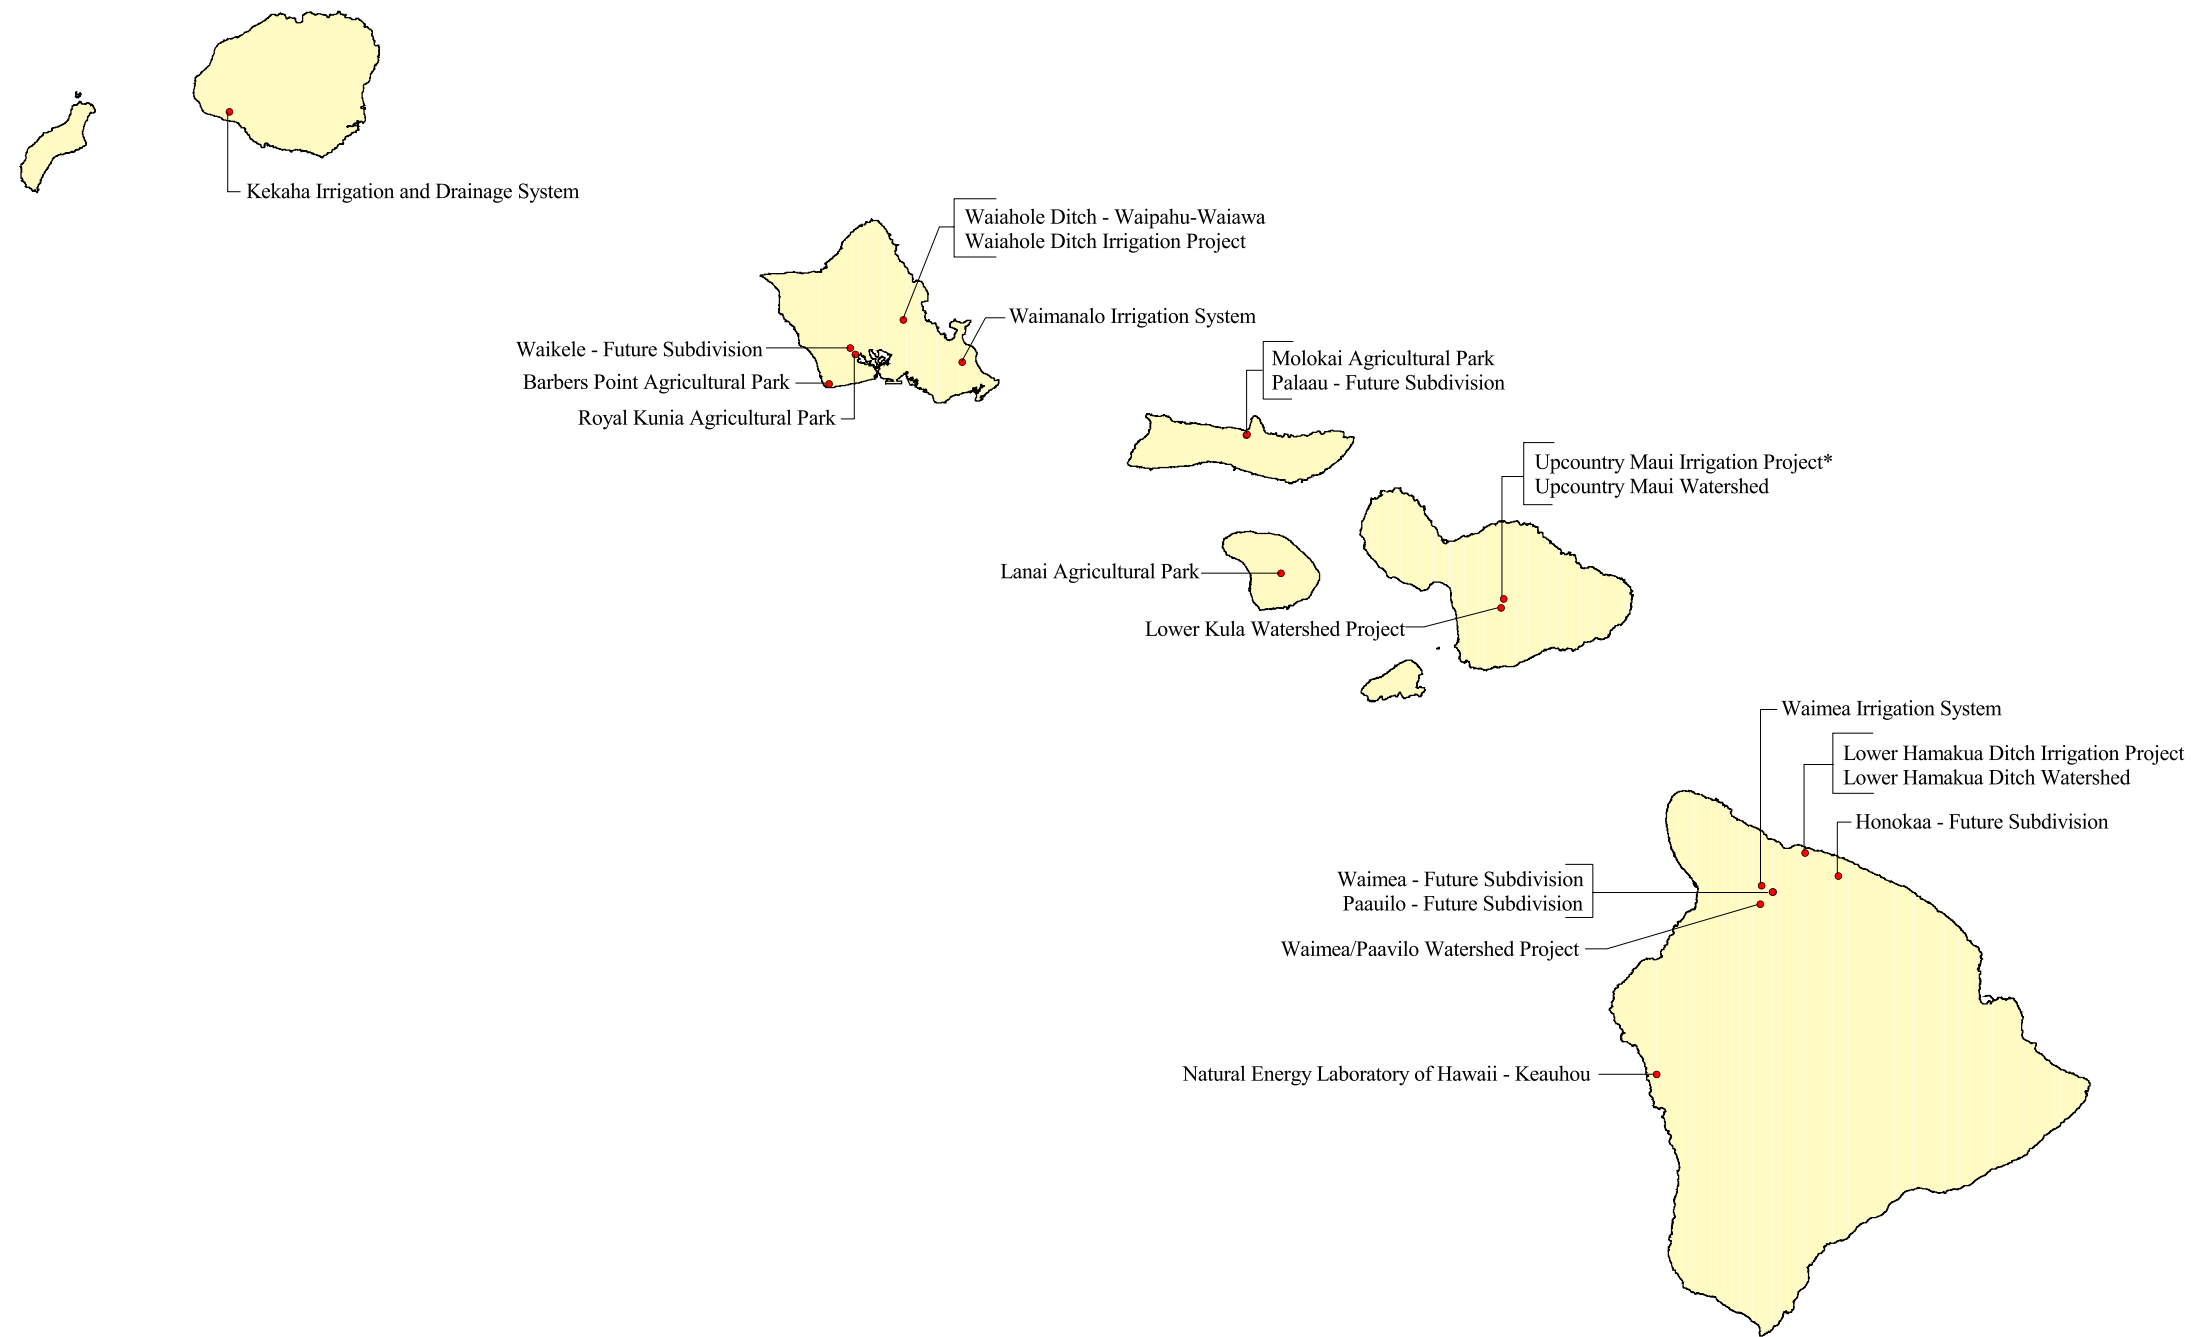 Kekaha Irrigation and Drainage System
Waiahole Ditch - Waipahu-Waiawa
Waiahole Ditch Irrigation Project
Waimanalo Irrigation System
Waikele - Future Subdivision
Barbers Point Agricultural Park
Royal Kunia Agricultural Park
Molokai Agricultural Park
Palaau - Future Subdivision
Upcountry Maui Irrigation Project*
Upcountry Maui Watershed
Lanai Agricultural Park
Lower Kula Watershed Project
Waimea Irrigation System
Lower Hamakua Ditch Irrigation Project
Lower Hamakua Ditch Watershed
Honokaa - Future Subdivision
Waimea - Future Subdivision
Paauilo - Future Subdivision
Waimea/Paavilo Watershed Project
Natural Energy Laboratory of Hawaii - Keauhou